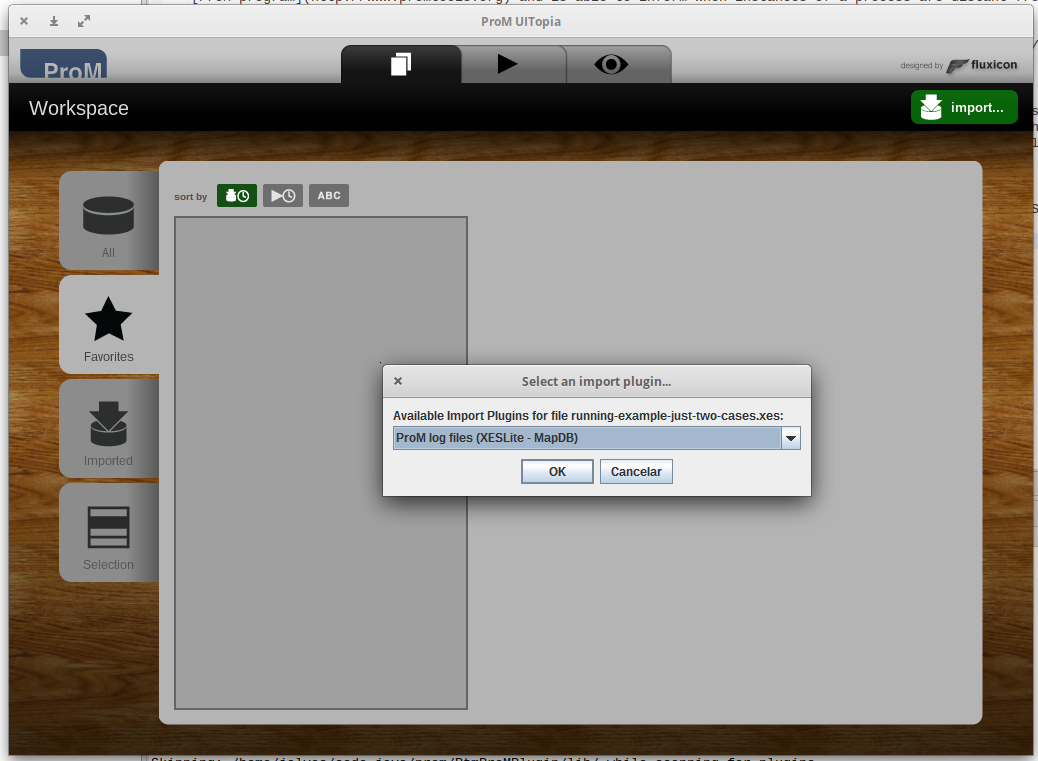 ProM UITopia
ProM
designed by fluxicon
Workspace
import...
sort by
ABC
All
Favorites
Imported
Selection
Select an import plugin...
Available Import Plugins for file running-example-just-two-cases.xes:
ProM log files (XESLite - MapDB)
OK
Cancelar